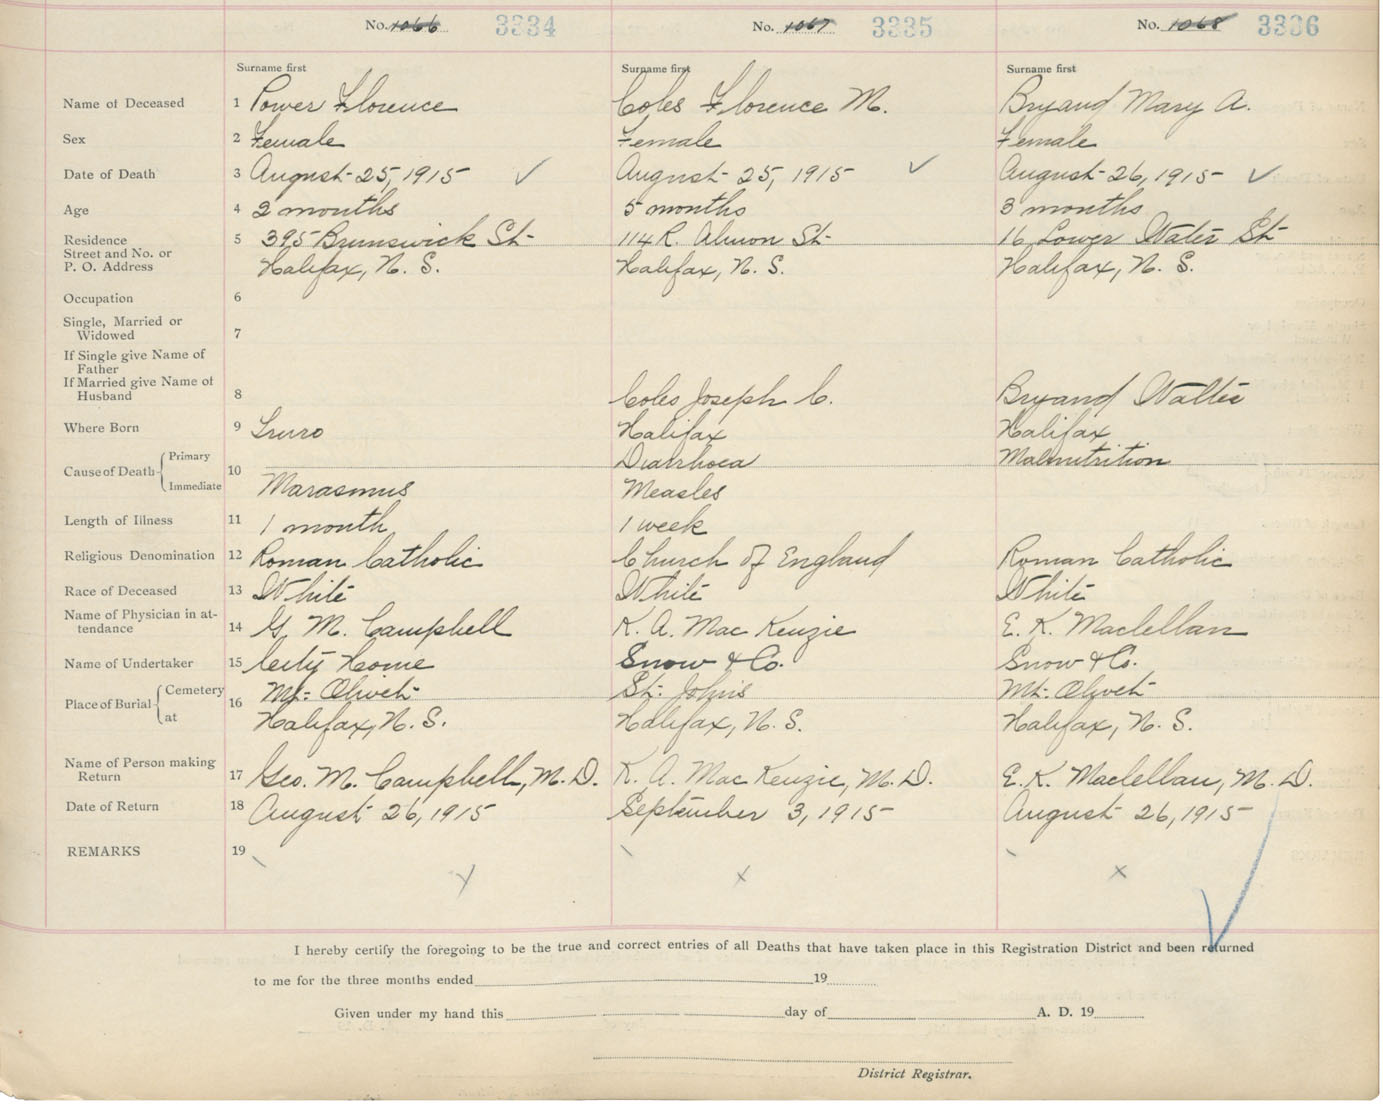 No. 1066 3334 No. 1067 3335 No. 1068 3336
Surname first Surname first Surname first
Name of Deceased 1 Power Florence Coles Florence M. Bryand Mary A.
Sex 2 Female Female Female
Date of Death 3 August 25, 1915 August 25, 1915 August 26, 1915
Age 4 2 months 5 months 3 months
Residence 5 395 Brunswick St 114 R. Almon St 16 Lower Water St
Street and No. or
P. O. Address Halifax, N. S. Halifax, N. S. Halifax, N. S.
Occupation 6
Single, Married or
Widowed 7
If Single give Name of
Father
If Married give Name of
Husband 8 Coles Joseph C. Bryand Walter
Where Born 9 Truro Halifax Halifax
Cause of Death Primary 10 Diarrhoea Malnutrition
Immediate Marasmus Measles
Length of Illness 11 1 month 1 week
Religious Denomination 12 Roman Catholic Church of England Roman Catholic
Race of Deceased 13 White White White
Name of Physician in at-
tendance 14 G. M. Campbell K. A. Mac Kenzie E. K. Maclellan
Name of Undertaker 15 City Home Snow & Co. Snow & Co.
Place of Burial Cemetery 16 Mt. Olivet St. John's Mt. Olivet
at Halifax, N. S. Halifax, N. S. Halifax, N. S.
Name of Person making
Return 17 Geo. M. Campbell, M. D. K. A. Mac Kenzie, M. D. E. K. Maclellan, M. D.
Date of Return 18 August 26, 1915 September 3, 1915 August 26, 1915
REMARKS 19
I hereby certify the foregoing to be the true and correct entries of all Deaths that have taken place in this Registration District and been returned
to me for the three months ended 19
Given under my hand this day of A. D. 19
District Registrar.